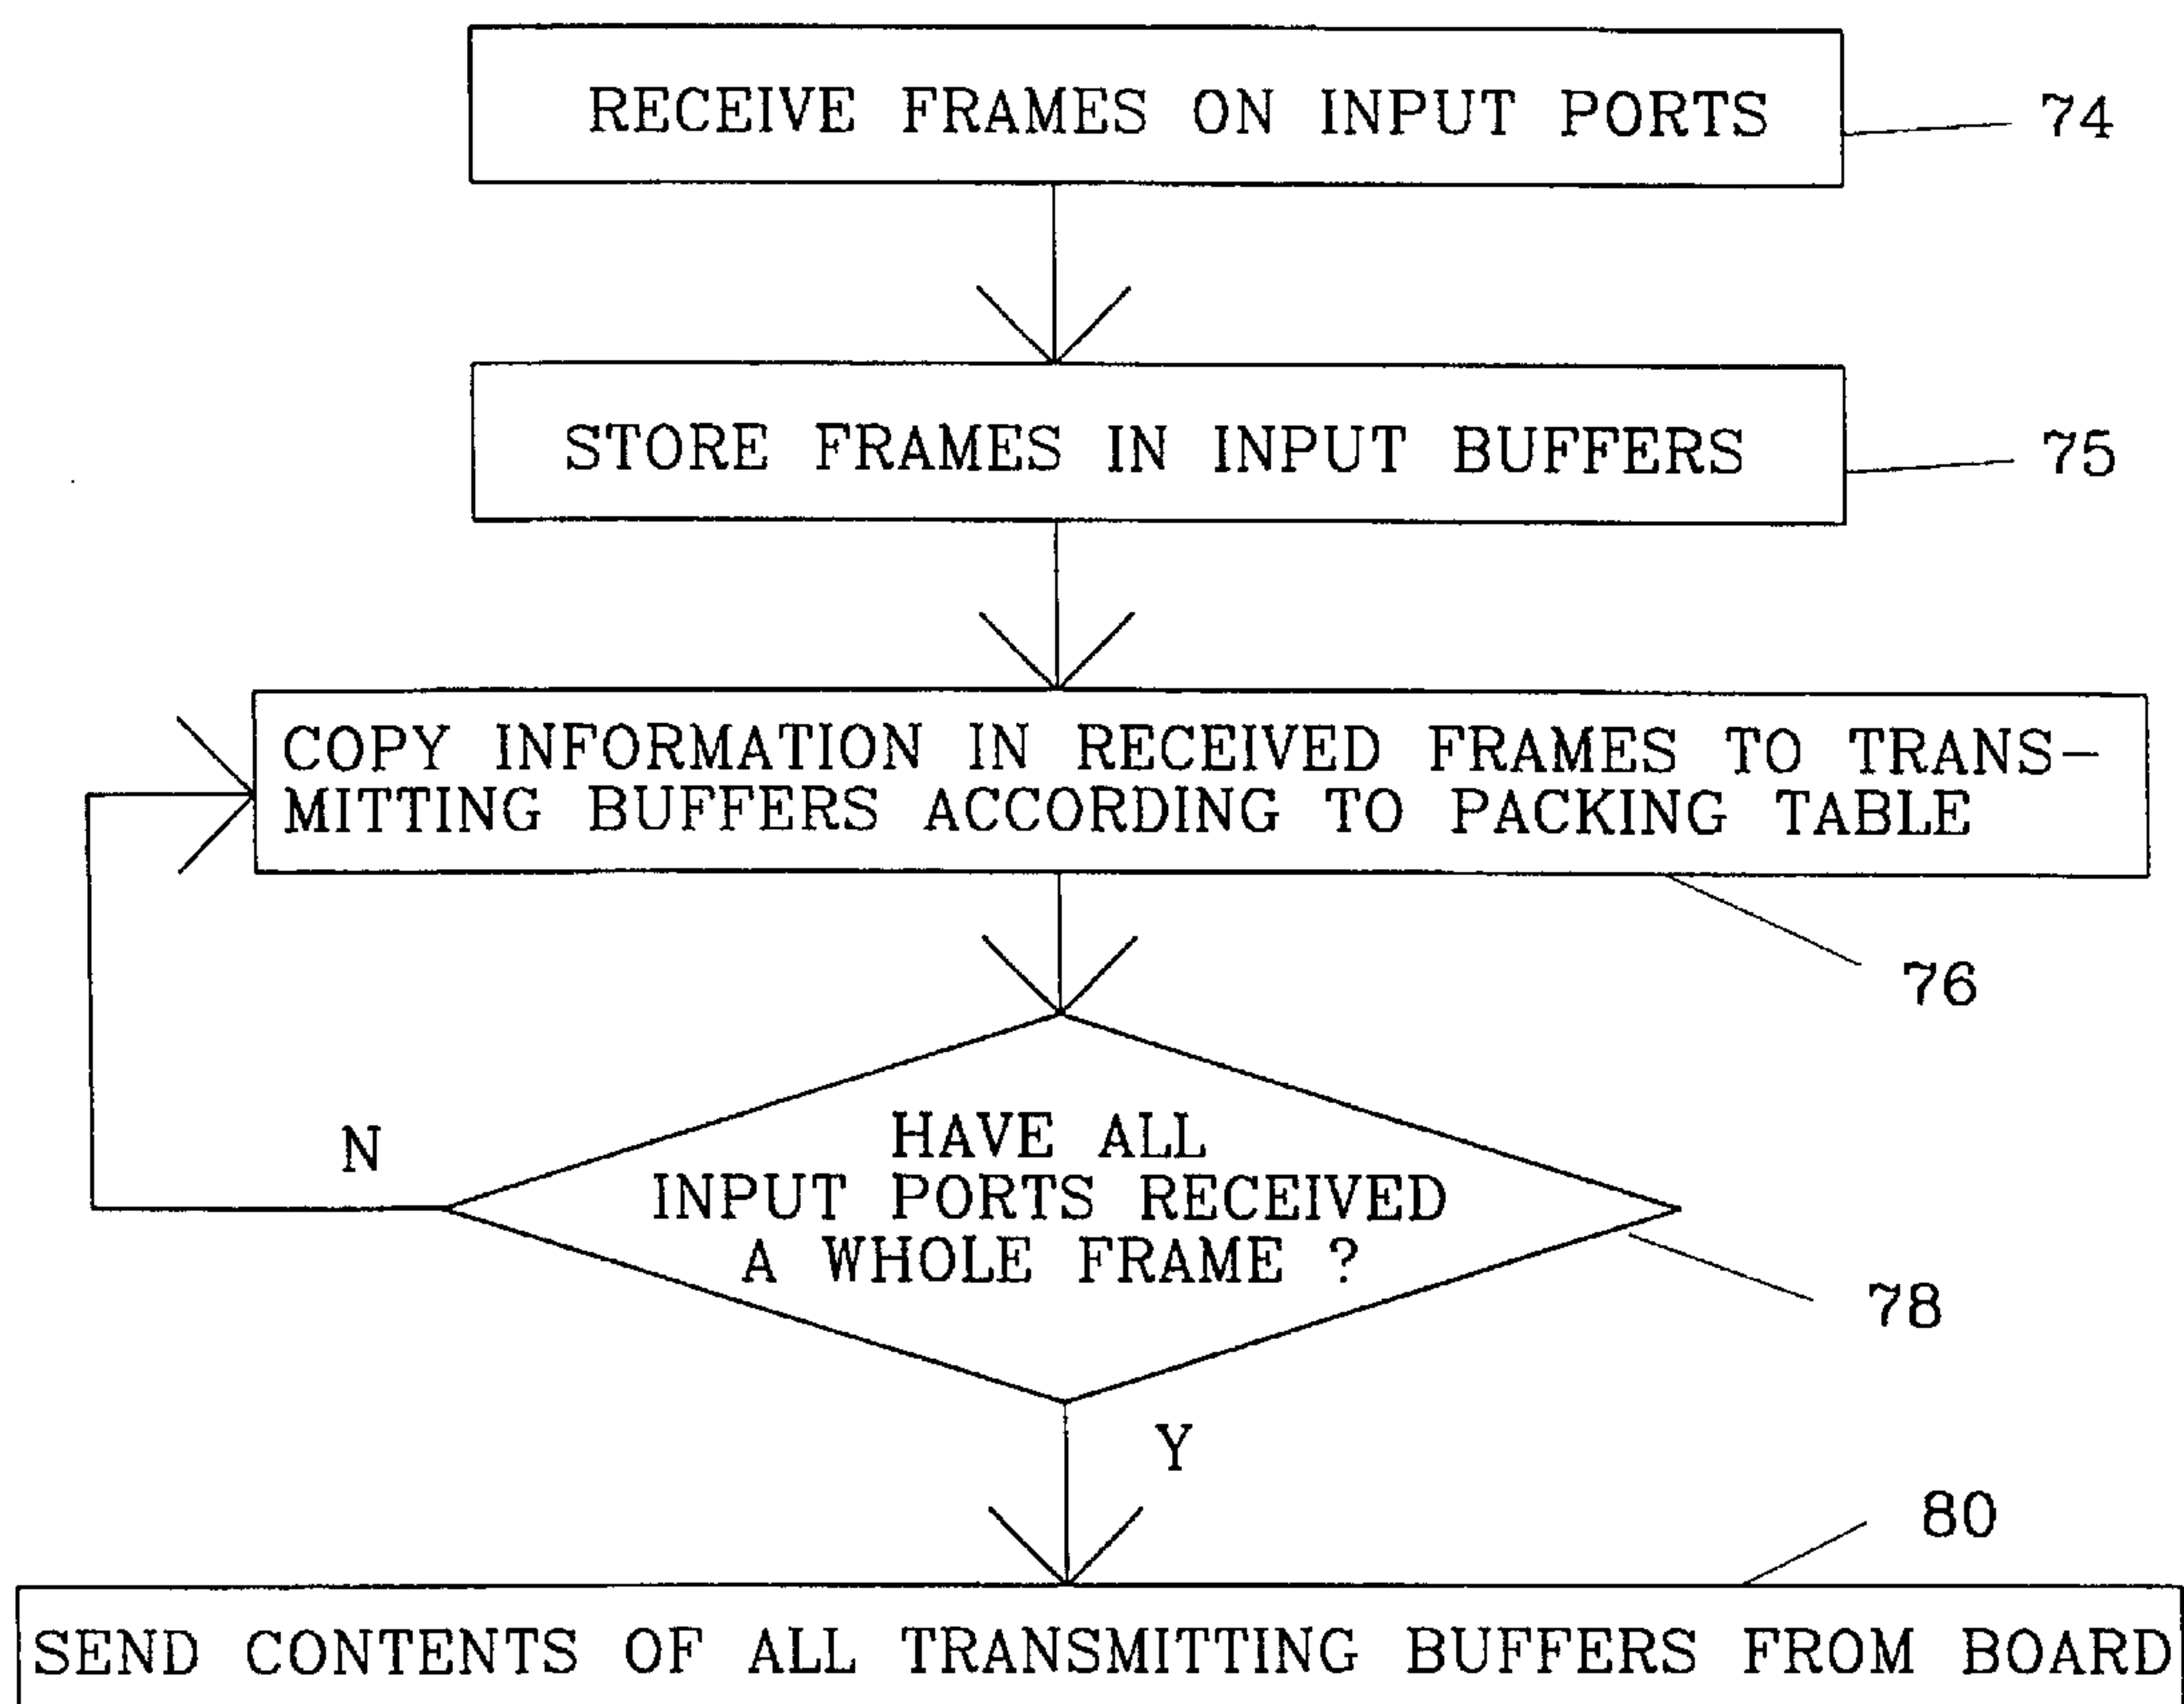 RECEIVE FRAMES ON INPUT PORTS
74
STORE FRAMES IN INPUT BUFFERS
75
COPY INFORMATION IN RECEIVED FRAMES TO TRANS-
MITTING BUFFERS ACCORDING TO PACKING TABLE
76
HAVE ALL
INPUT PORTS RECEIVED
A WHOLE FRAME ?
N
78
Y
80
SEND CONTENTS OF ALL TRANSMITTING BUFFERS FROM BOARD